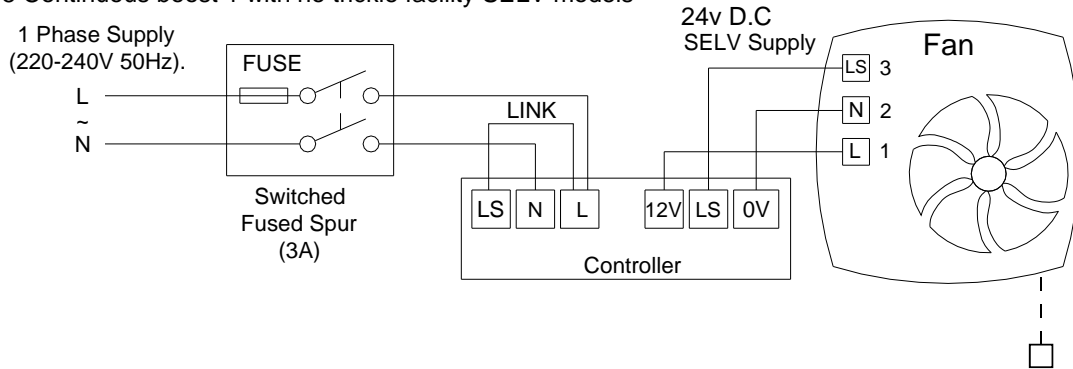 Continuous boost 1 with no trickle facility SELV models
1 Phase Supply
(220-240V 50Hz).
L
~
N
FUSE
Switched
Fused Spur
(3A)
LINK
LS N L 12V LS 0V
Controller
24v D.C
SELV Supply
Fan
LS 3
N 2
L 1